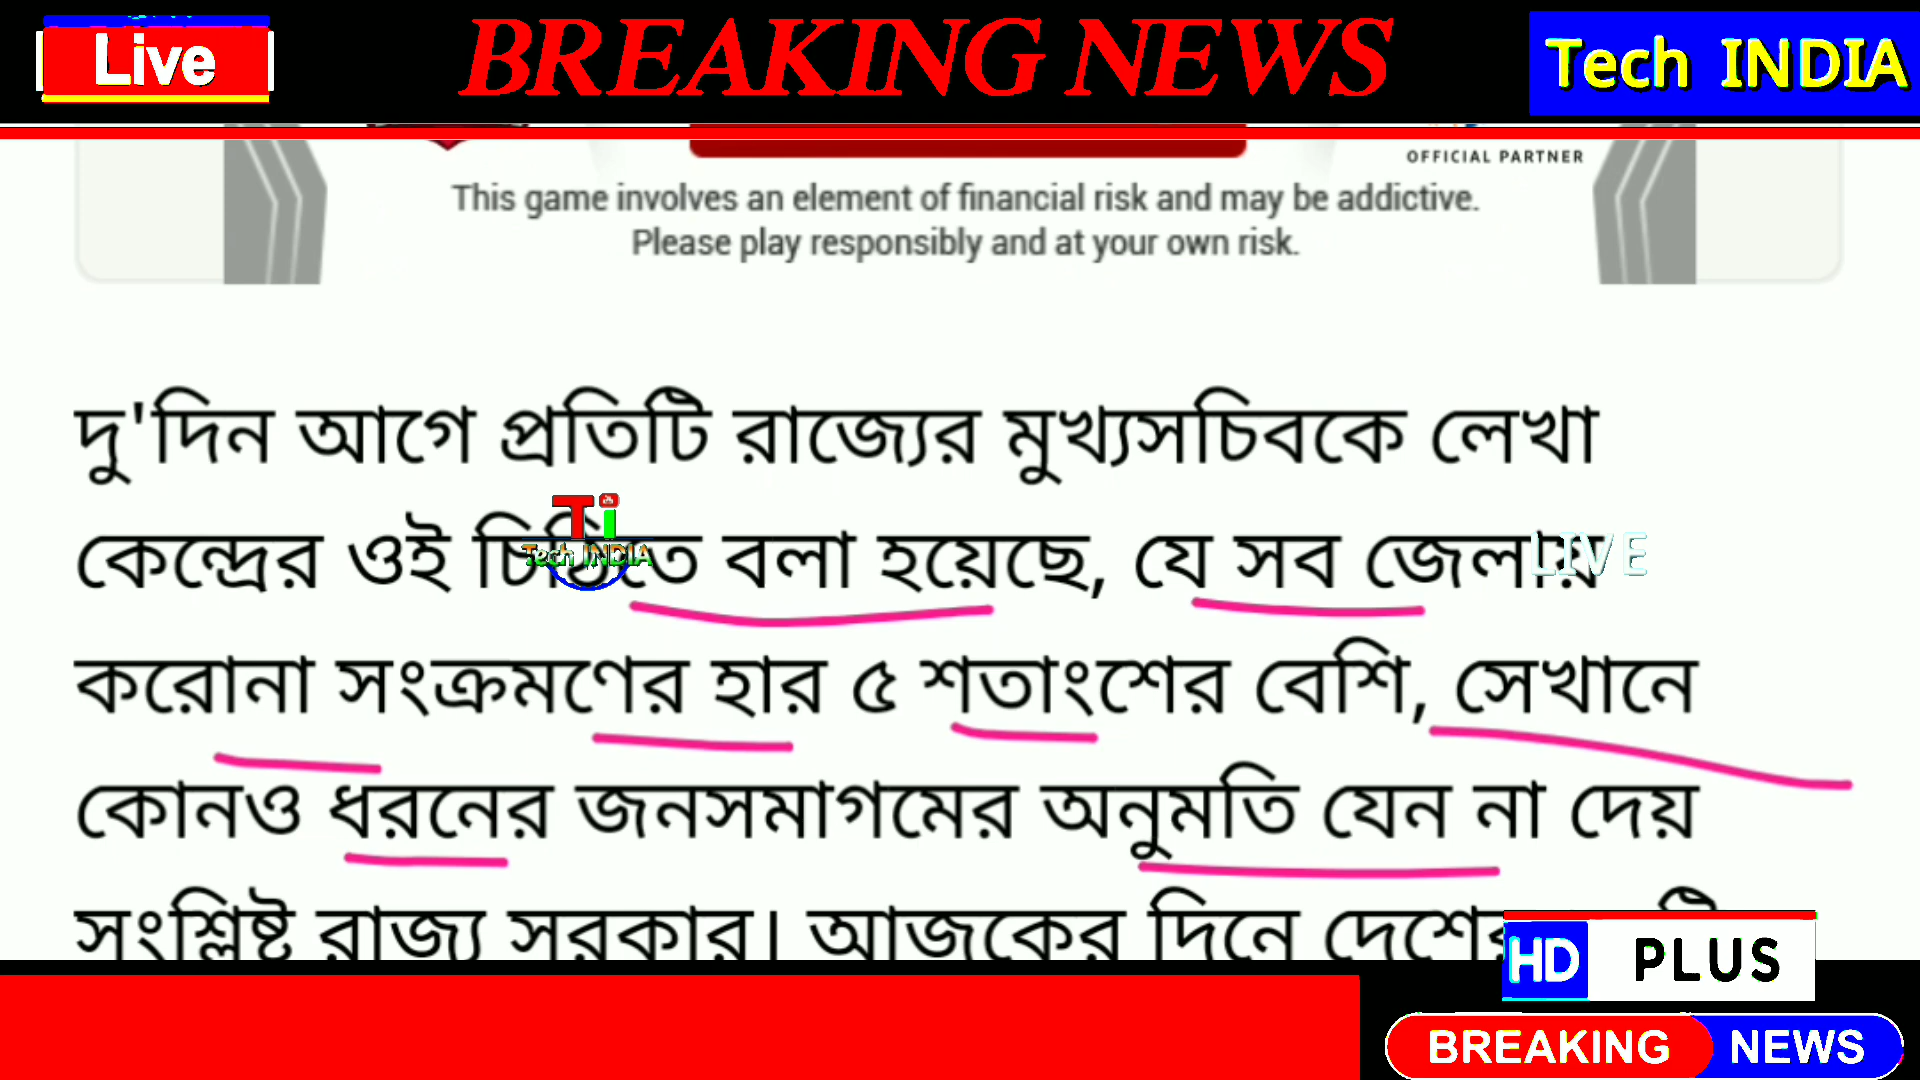 Live
BREAKING NEWS
Tech INDIA
OFFICIAL PARTNER
This game involves an element of financial risk and may be addictive.
Please play responsibly and at your own risk.
দু'দিন আগে প্রতিটি রাজ্যের মুখ্যসচিবকে লেখা
কেন্দ্রের ওই চিঠিতে বলা হয়েছে, যে সব জেলায়
Ti
Tech INDIA
LIVE
করোনা সংক্রমণের হার ৫ শতাংশের বেশি, সেখানে
কোনও ধরনের জনসমাগমের অনুমতি যেন না দেয়
সংশ্লিষ্ট রাজ্য সরকার। আজকের দিনে দেশের
HD PLUS
BREAKING NEWS